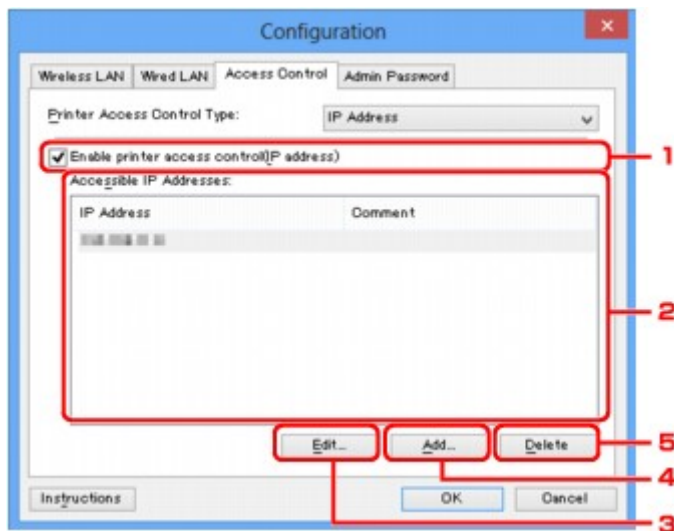 Configuration
Wireless LAN Wired LAN Access Control Admin Password
Printer Access Control Type: IP Address
Enable printer access control(IP address) 1
Accessible IP Addresses:
IP Address Comment
2
Edit... Add... Delete 5
4
Instructions OK Cancel
3